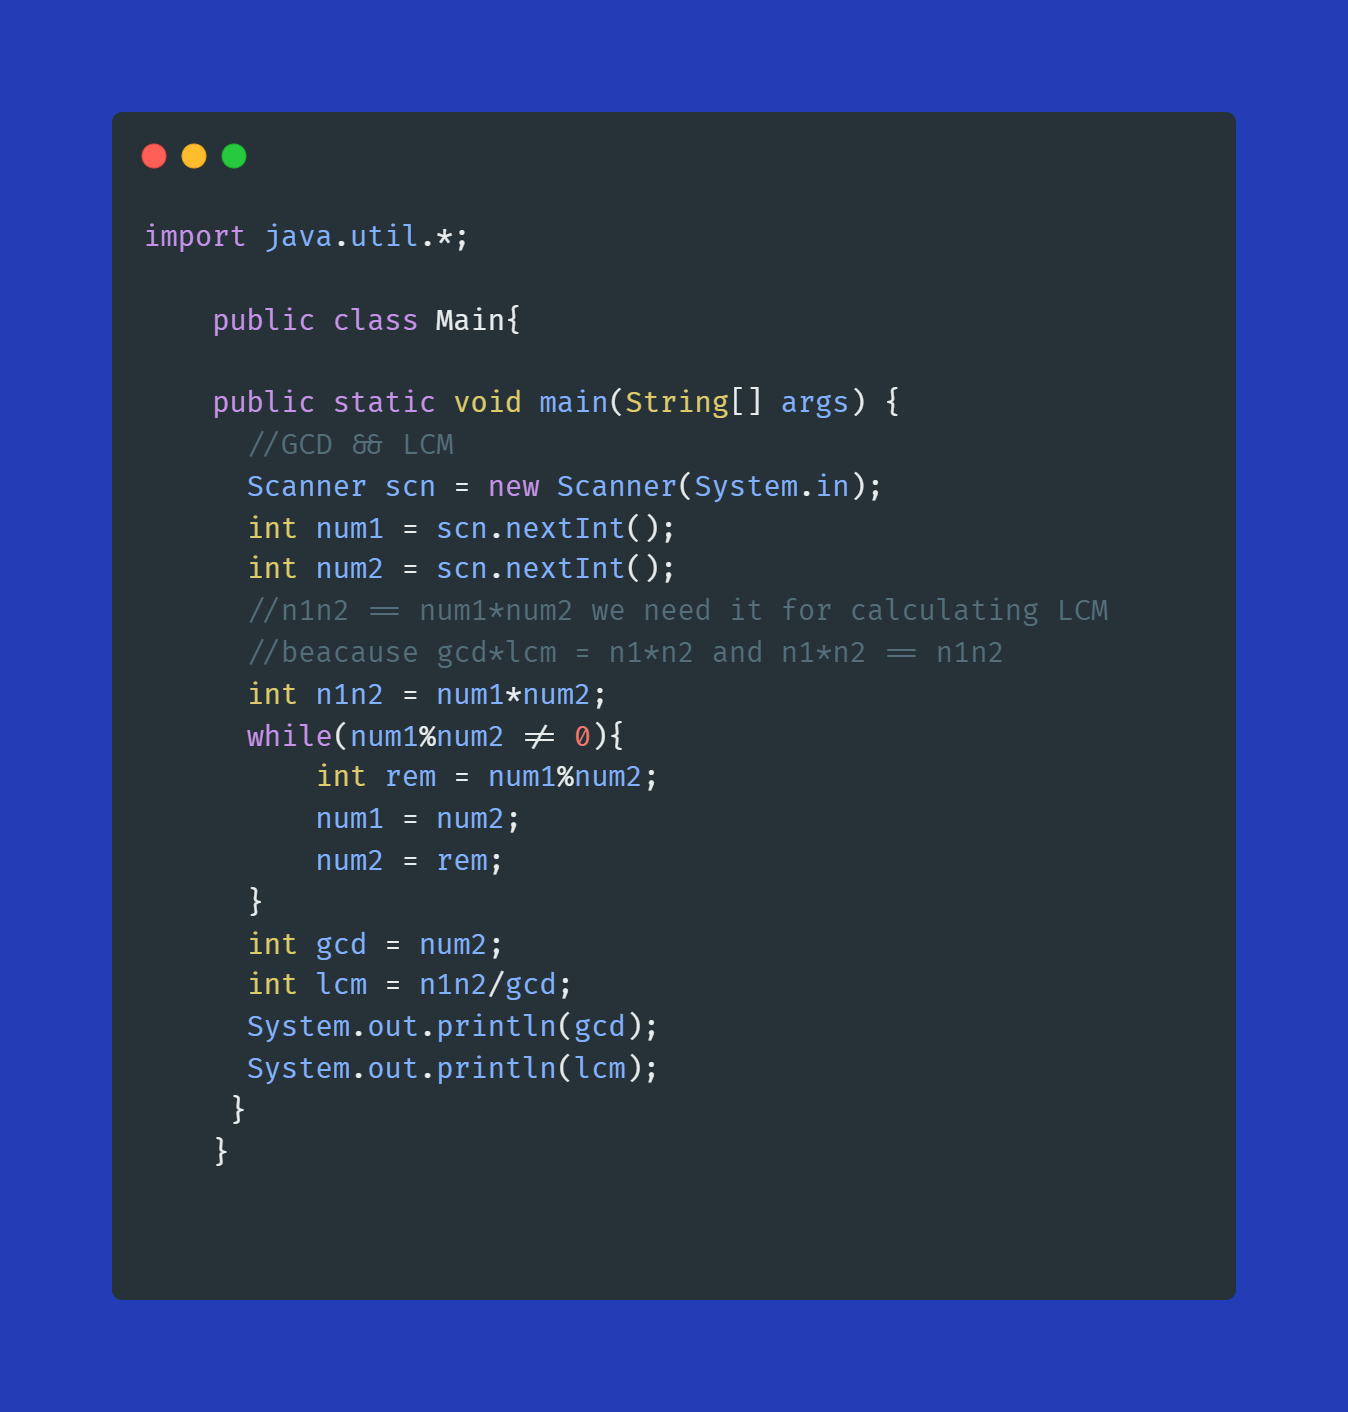 import java.util.*;
public class Main{
public static void main(String[] args) {
//GCD && LCM
Scanner scn = new Scanner(System.in);
int num1 = scn.nextInt();
int num2 = scn.nextInt();
//n1n2 == num1*num2 we need it for calculating LCM
//beacause gcd*lcm = n1*n2 and n1*n2 == n1n2
int n1n2 = num1*num2;
while(num1%num2 != 0){
int rem = num1%num2;
num1 = num2;
num2 = rem;
}
int gcd = num2;
int lcm = n1n2/gcd;
System.out.println(gcd);
System.out.println(lcm);
}
}